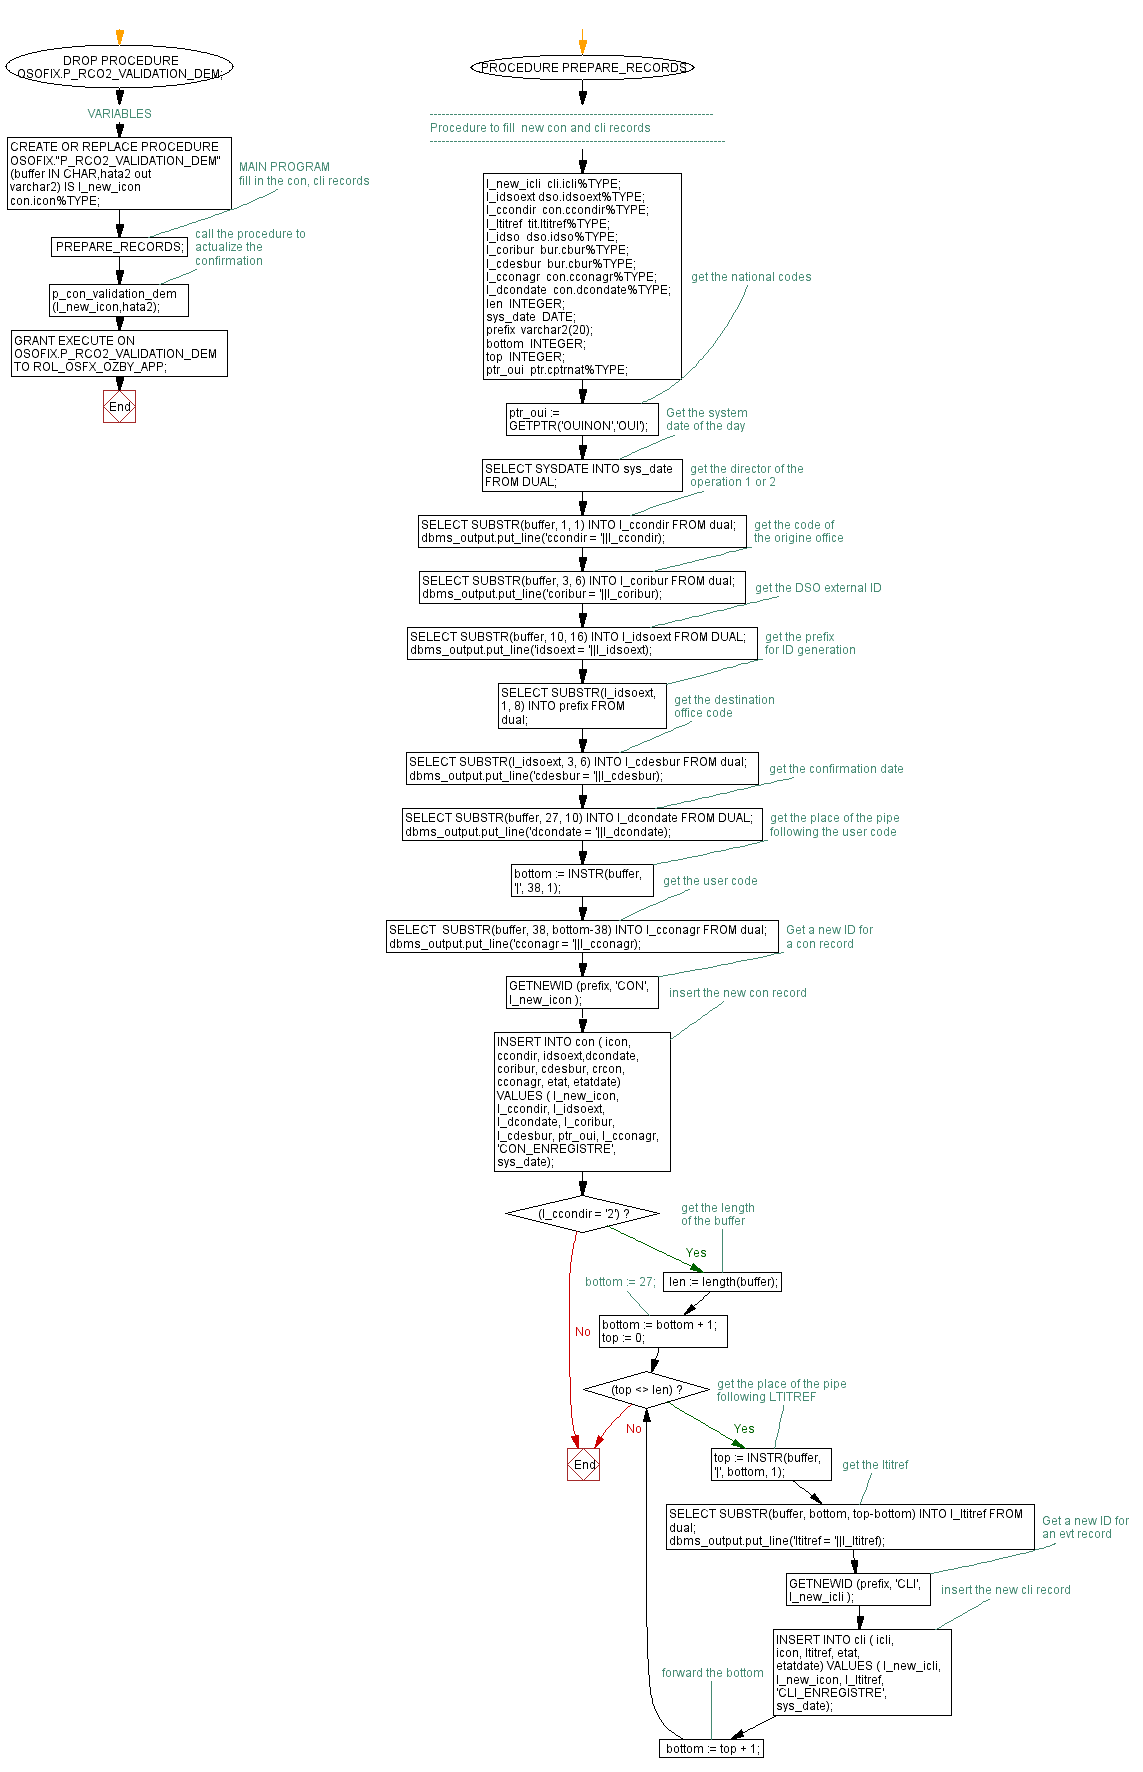 DROP PROCEDURE
OSOFIX.P_RCO2_VALIDATION_DEM;
VARIABLES
CREATE OR REPLACE PROCEDURE
OSOFIX."P_RCO2_VALIDATION_DEM"
(buffer IN CHAR,hata2 out
varchar2) IS l_new_icon
con.icon%TYPE;
MAIN PROGRAM
fill in the con, cli records
PREPARE_RECORDS;
call the procedure to
actualize the
confirmation
p_con_validation_dem
(l_new_icon,hata2);
GRANT EXECUTE ON
OSOFIX.P_RCO2_VALIDATION_DEM
TO ROL_OSFX_OZBY_APP;
End
PROCEDURE PREPARE_RECORDS
Procedure to fill  new con and cli records
l_new_icli  cli.icli%TYPE;
l_idsoext dso.idsoext%TYPE;
l_ccondir  con.ccondir%TYPE;
l_ltitref  tit.ltitref%TYPE;
l_idso  dso.idso%TYPE;
l_coribur  bur.cbur%TYPE;
l_cdesbur  bur.cbur%TYPE;
l_cconagr  con.cconagr%TYPE;
l_dcondate  con.dcondate%TYPE;
len  INTEGER;
sys_date  DATE;
prefix  varchar2(20);
bottom  INTEGER;
top  INTEGER;
ptr_oui  ptr.cptrnat%TYPE;
get the national codes
ptr_oui :=
GETPTR('OUINON','OUI');
Get the system
date of the day
SELECT SYSDATE INTO sys_date
FROM DUAL;
get the director of the
operation 1 or 2
SELECT SUBSTR(buffer, 1, 1) INTO l_ccondir FROM dual;
dbms_output.put_line('ccondir = '||l_ccondir);
get the code of
the origine office
SELECT SUBSTR(buffer, 3, 6) INTO l_coribur FROM dual;
dbms_output.put_line('coribur = '||l_coribur);
get the DSO external ID
SELECT SUBSTR(buffer, 10, 16) INTO l_idsoext FROM DUAL;
dbms_output.put_line('idsoext = '||l_idsoext);
get the prefix
for ID generation
SELECT SUBSTR(l_idsoext,
1, 8) INTO prefix FROM
dual;
get the destination
office code
SELECT SUBSTR(l_idsoext, 3, 6) INTO l_cdesbur FROM dual;
dbms_output.put_line('cdesbur = '||l_cdesbur);
get the confirmation date
SELECT SUBSTR(buffer, 27, 10) INTO l_dcondate FROM DUAL;
dbms_output.put_line('dcondate = '||l_dcondate);
get the place of the pipe
following the user code
bottom := INSTR(buffer,
'|', 38, 1);
get the user code
SELECT  SUBSTR(buffer, 38, bottom-38) INTO l_cconagr FROM dual;
dbms_output.put_line('cconagr = '||l_cconagr);
Get a new ID for
a con record
GETNEWID (prefix, 'CON',
l_new_icon );
insert the new con record
INSERT INTO con ( icon,
ccondir, idsoext,dcondate,
coribur, cdesbur, crcon,
cconagr, etat, etatdate)
VALUES ( l_new_icon,
l_ccondir, l_idsoext,
l_dcondate, l_coribur,
l_cdesbur, ptr_oui, l_cconagr,
'CON_ENREGISTRE',
sys_date);
(l_ccondir = '2') ?
get the length
of the buffer
Yes
No
len := length(buffer);
bottom := 27;
bottom := bottom + 1;
top := 0;
(top <> len) ?
get the place of the pipe
following LTITREF
Yes
No
End
top := INSTR(buffer,
'|', bottom, 1);
get the ltitref
SELECT SUBSTR(buffer, bottom, top-bottom) INTO l_ltitref FROM
dual;
dbms_output.put_line('ltitref = '||l_ltitref);
Get a new ID for
an evt record
GETNEWID (prefix, 'CLI',
l_new_icli );
insert the new cli record
INSERT INTO cli ( icli,
icon, ltitref, etat,
etatdate) VALUES ( l_new_icli,
l_new_icon, l_ltitref,
'CLI_ENREGISTRE',
sys_date);
forward the bottom
bottom := top + 1;